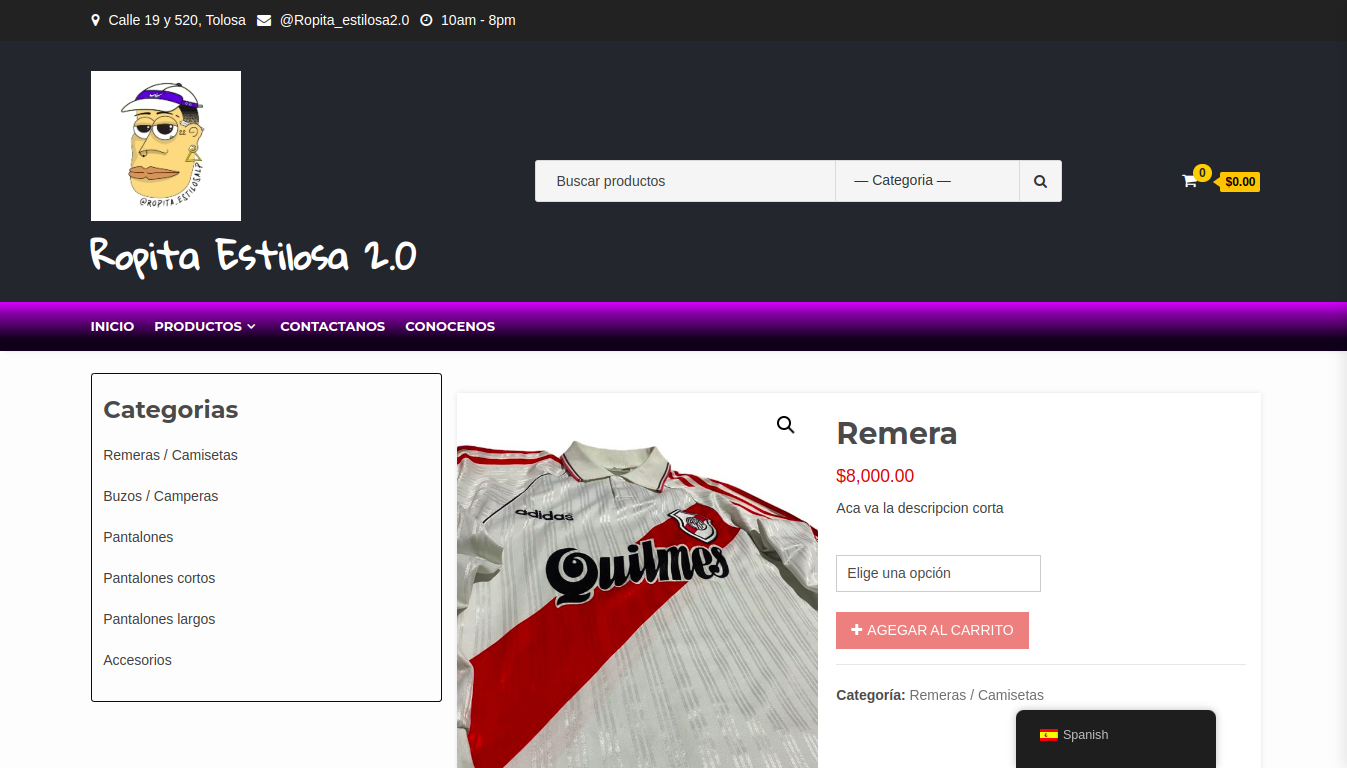 Calle 19 y 520, Tolosa @Ropita_estilosa2.0 10am - 8pm
@ROPITA_ESTILOSALP
Buscar productos — Categoria — 0 $0.00
Ropita Estilosa 2.0
INICIO PRODUCTOS CONTACTANOS CONOCENOS
Categorias
Remeras / Camisetas
Buzos / Camperas
Pantalones
Pantalones cortos
Pantalones largos
Accesorios
adidas
Quilmes
Remera
$8,000.00
Aca va la descripcion corta
Elige una opción
AGEGAR AL CARRITO
Categoría: Remeras / Camisetas
Spanish